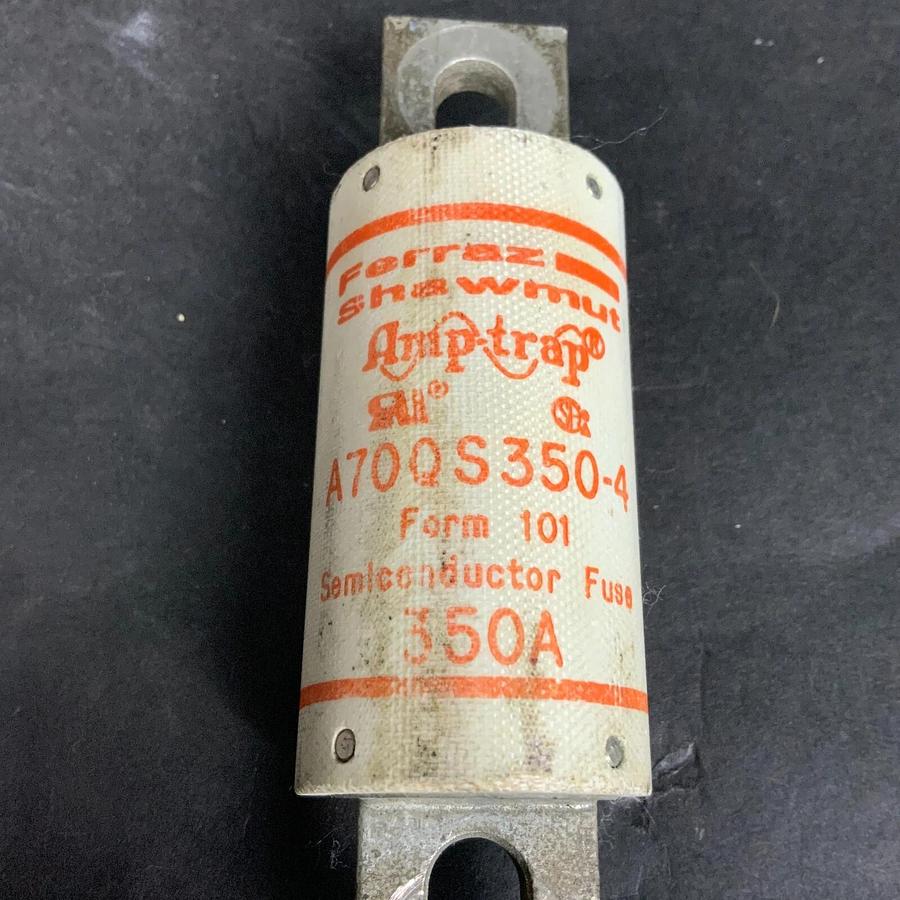 Ferraz
Shawmut
Amp-trap®
A70QS350-4
Form 101
Semiconductor Fuse
350A